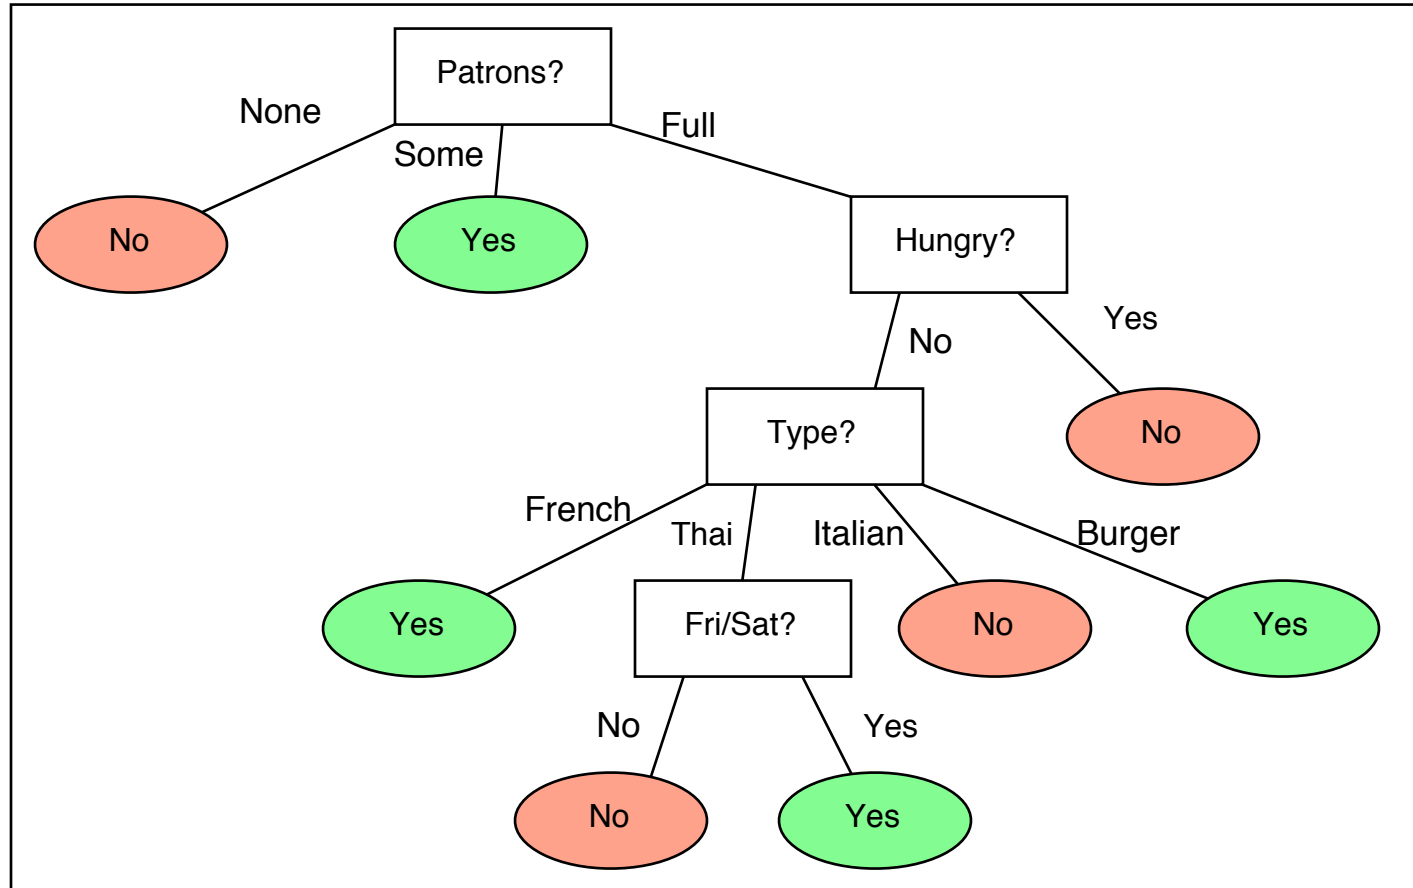 Patrons?
None
Some
Full
No
Yes
Hungry?
No
Yes
Type?
No
French
Thai
Italian
Burger
Yes
Fri/Sat?
No
Yes
No
Yes
No
Yes